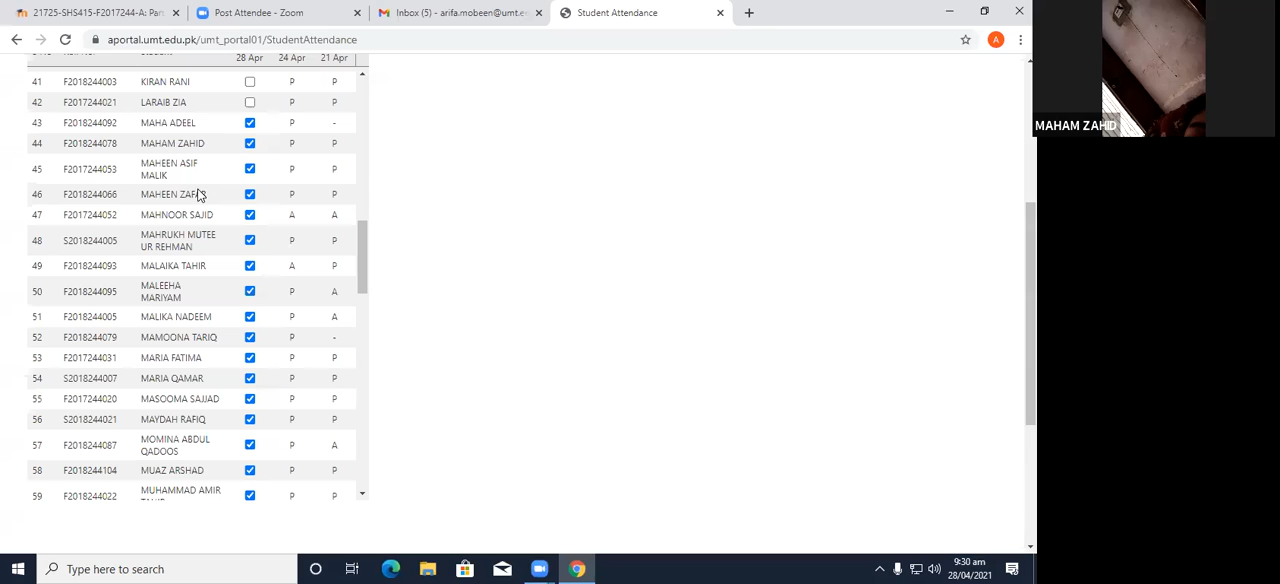 21725-SHS415-F2017244-A: Par
Post Attendee - Zoom
Inbox (5) - arifa.mobeen@umt.e
Student Attendance
aportal.umt.edu.pk/umt_portal01/StudentAttendance
A
28 Apr 24 Apr 21 Apr
41 F2018244003 KIRAN RANI P P
42 F2017244021 LARAIB ZIA P P
43 F2018244092 MAHA ADEEL P -
44 F2018244078 MAHAM ZAHID P P
45 F2017244053 MAHEEN ASIF MALIK P P
46 F2018244066 MAHEEN ZAFAR P P
47 F2017244052 MAHNOOR SAJID A A
48 S2018244005 MAHRUKH MUTEE UR REHMAN P P
49 F2018244093 MALAIKA TAHIR A P
50 F2018244095 MALEEHA MARIYAM P A
51 F2018244005 MALIKA NADEEM P A
52 F2018244079 MAMOONA TARIQ P -
53 F2017244031 MARIA FATIMA P P
54 S2018244007 MARIA QAMAR P P
55 F2017244020 MASOOMA SAJJAD P P
56 S2018244021 MAYDAH RAFIQ P P
57 F2018244087 MOMINA ABDUL QADOOS P A
58 F2018244104 MUAZ ARSHAD P P
59 F2018244022 MUHAMMAD AMIR P P
MAHAM ZAHID
Type here to search
9:30 am
28/04/2021